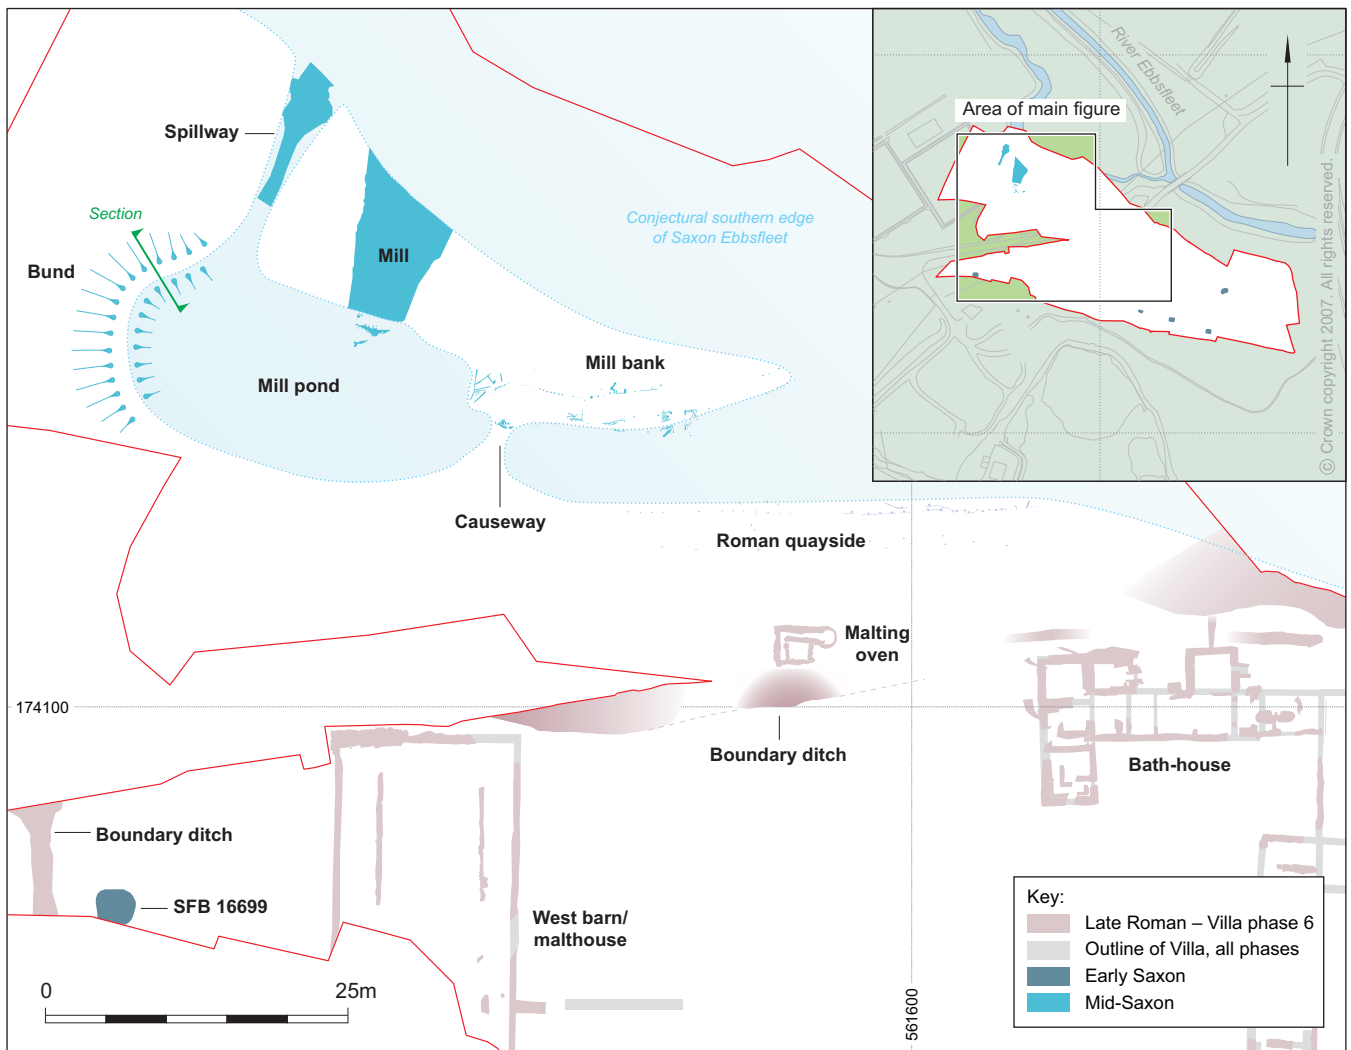 Spillway
Section
Bund
Mill
Conjectural southern edge
of Saxon Ebbsfleet
Mill bank
Mill pond
Causeway
Roman quayside
Malting
oven
174100
Boundary ditch
Bath-house
Boundary ditch
SFB 16699
West barn/
malthouse
0 25m
561600
River Ebbsfleet
Area of main figure
© Crown copyright 2007. All rights reserved.
Key:
Late Roman – Villa phase 6
Outline of Villa, all phases
Early Saxon
Mid-Saxon